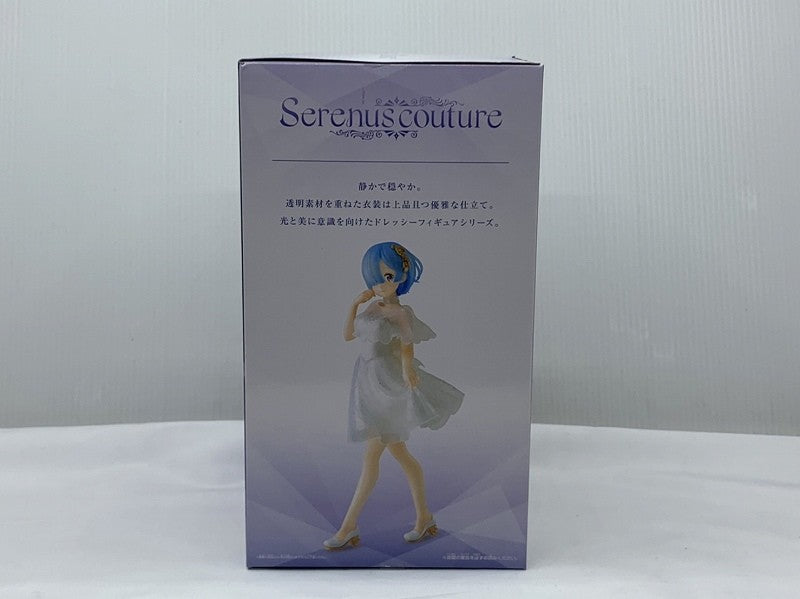 Serenus couture
静かで穏やか。
透明素材を重ねた衣装は上品且つ優雅な仕立て。
光と美に意識を向けたドレッシーフィギュアシリーズ。